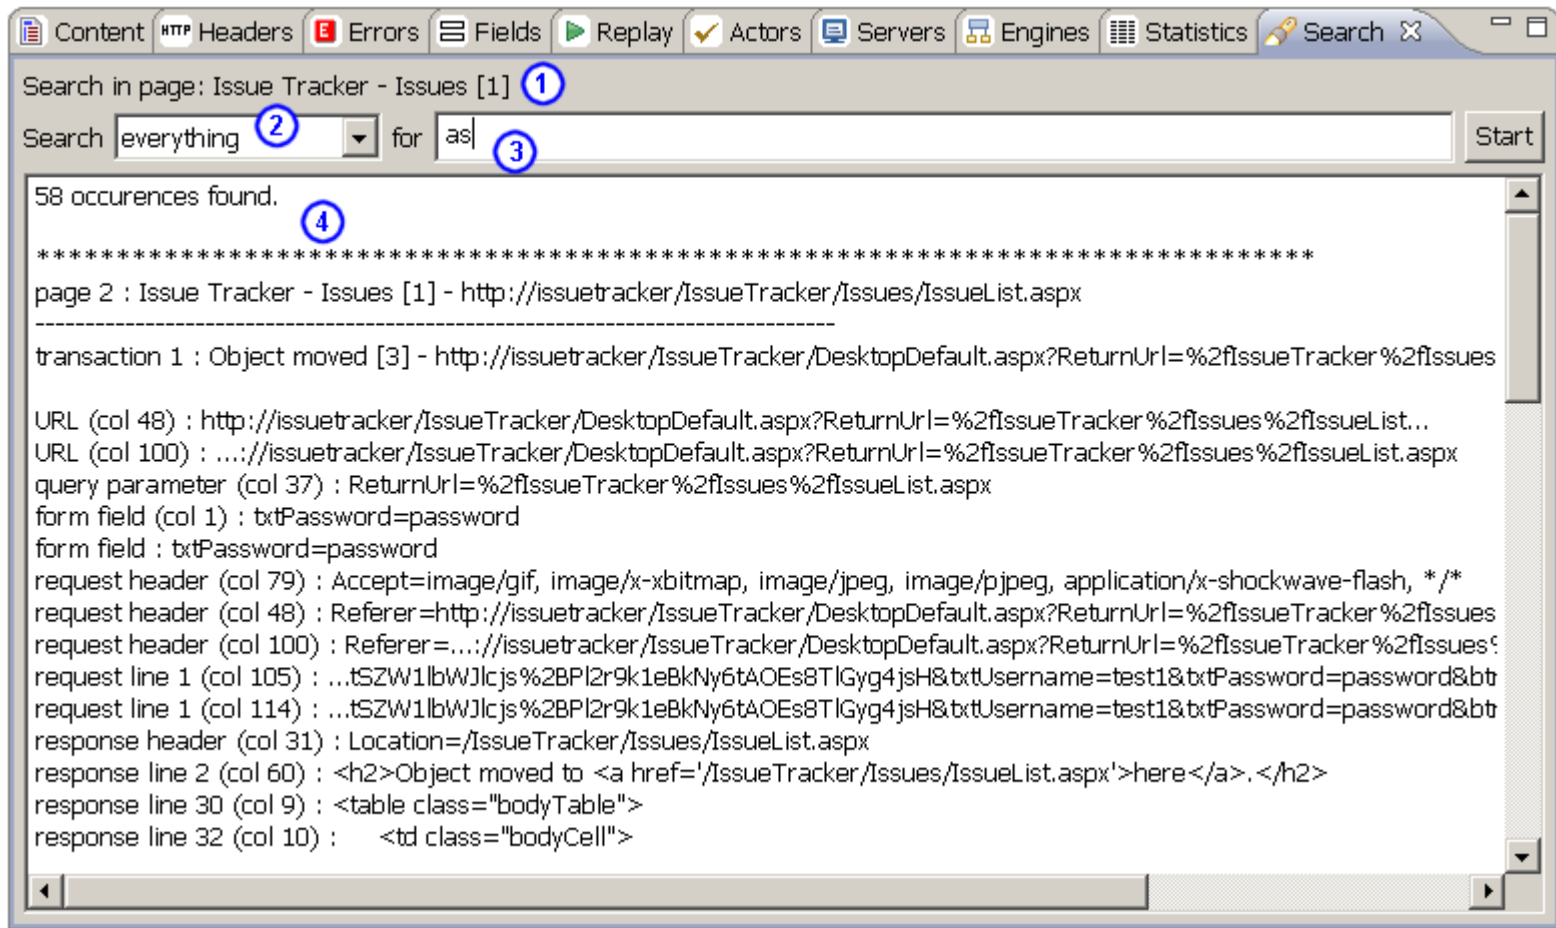 Content HTTP Headers E Errors Fields Replay Actors Servers Engines Statistics Search
Search in page: Issue Tracker - Issues [1] 1
Search everything 2 for as 3 Start
58 occurences found.
4
********************************************************************************
page 2 : Issue Tracker - Issues [1] - http://issuetracker/IssueTracker/Issues/IssueList.aspx
--------------------------------------------------------------------------------
transaction 1 : Object moved [3] - http://issuetracker/IssueTracker/DesktopDefault.aspx?ReturnUrl=%2fIssueTracker%2fIssues
URL (col 48) : http://issuetracker/IssueTracker/DesktopDefault.aspx?ReturnUrl=%2fIssueTracker%2fIssues%2fIssueList...
URL (col 100) : ...://issuetracker/IssueTracker/DesktopDefault.aspx?ReturnUrl=%2fIssueTracker%2fIssues%2fIssueList.aspx
query parameter (col 37) : ReturnUrl=%2fIssueTracker%2fIssues%2fIssueList.aspx
form field (col 1) : txtPassword=password
form field : txtPassword=password
request header (col 79) : Accept=image/gif, image/x-xbitmap, image/jpeg, image/pjpeg, application/x-shockwave-flash, */*
request header (col 48) : Referer=http://issuetracker/IssueTracker/DesktopDefault.aspx?ReturnUrl=%2fIssueTracker%2fIssues
request header (col 100) : Referer=...://issuetracker/IssueTracker/DesktopDefault.aspx?ReturnUrl=%2fIssueTracker%2fIssues%
request line 1 (col 105) : ...tSZW1lbWJlcjs%2BPl2r9k1eBkNy6tAOEs8TlGyg4jsH&txtUsername=test1&txtPassword=password&bt
request line 1 (col 114) : ...tSZW1lbWJlcjs%2BPl2r9k1eBkNy6tAOEs8TlGyg4jsH&txtUsername=test1&txtPassword=password&bt
response header (col 31) : Location=/IssueTracker/Issues/IssueList.aspx
response line 2 (col 60) : <h2>Object moved to <a href='/IssueTracker/Issues/IssueList.aspx'>here</a>.</h2>
response line 30 (col 9) : <table class="bodyTable">
response line 32 (col 10) : <td class="bodyCell">